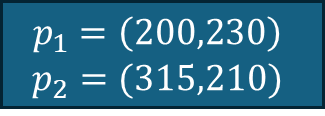 p₁ = (200,230)
p₂ = (315,210)